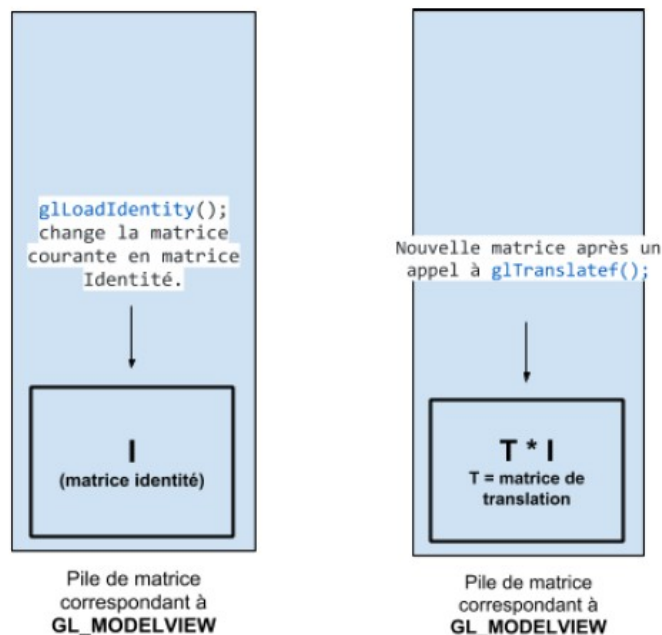 glLoadIdentity();
change la matrice
courante en matrice
Identité.
I
(matrice identité)
Pile de matrice
correspondant à
GL_MODELVIEW
Nouvelle matrice après un
appel à glTranslatef();
T * I
T = matrice de
translation
Pile de matrice
correspondant à
GL_MODELVIEW